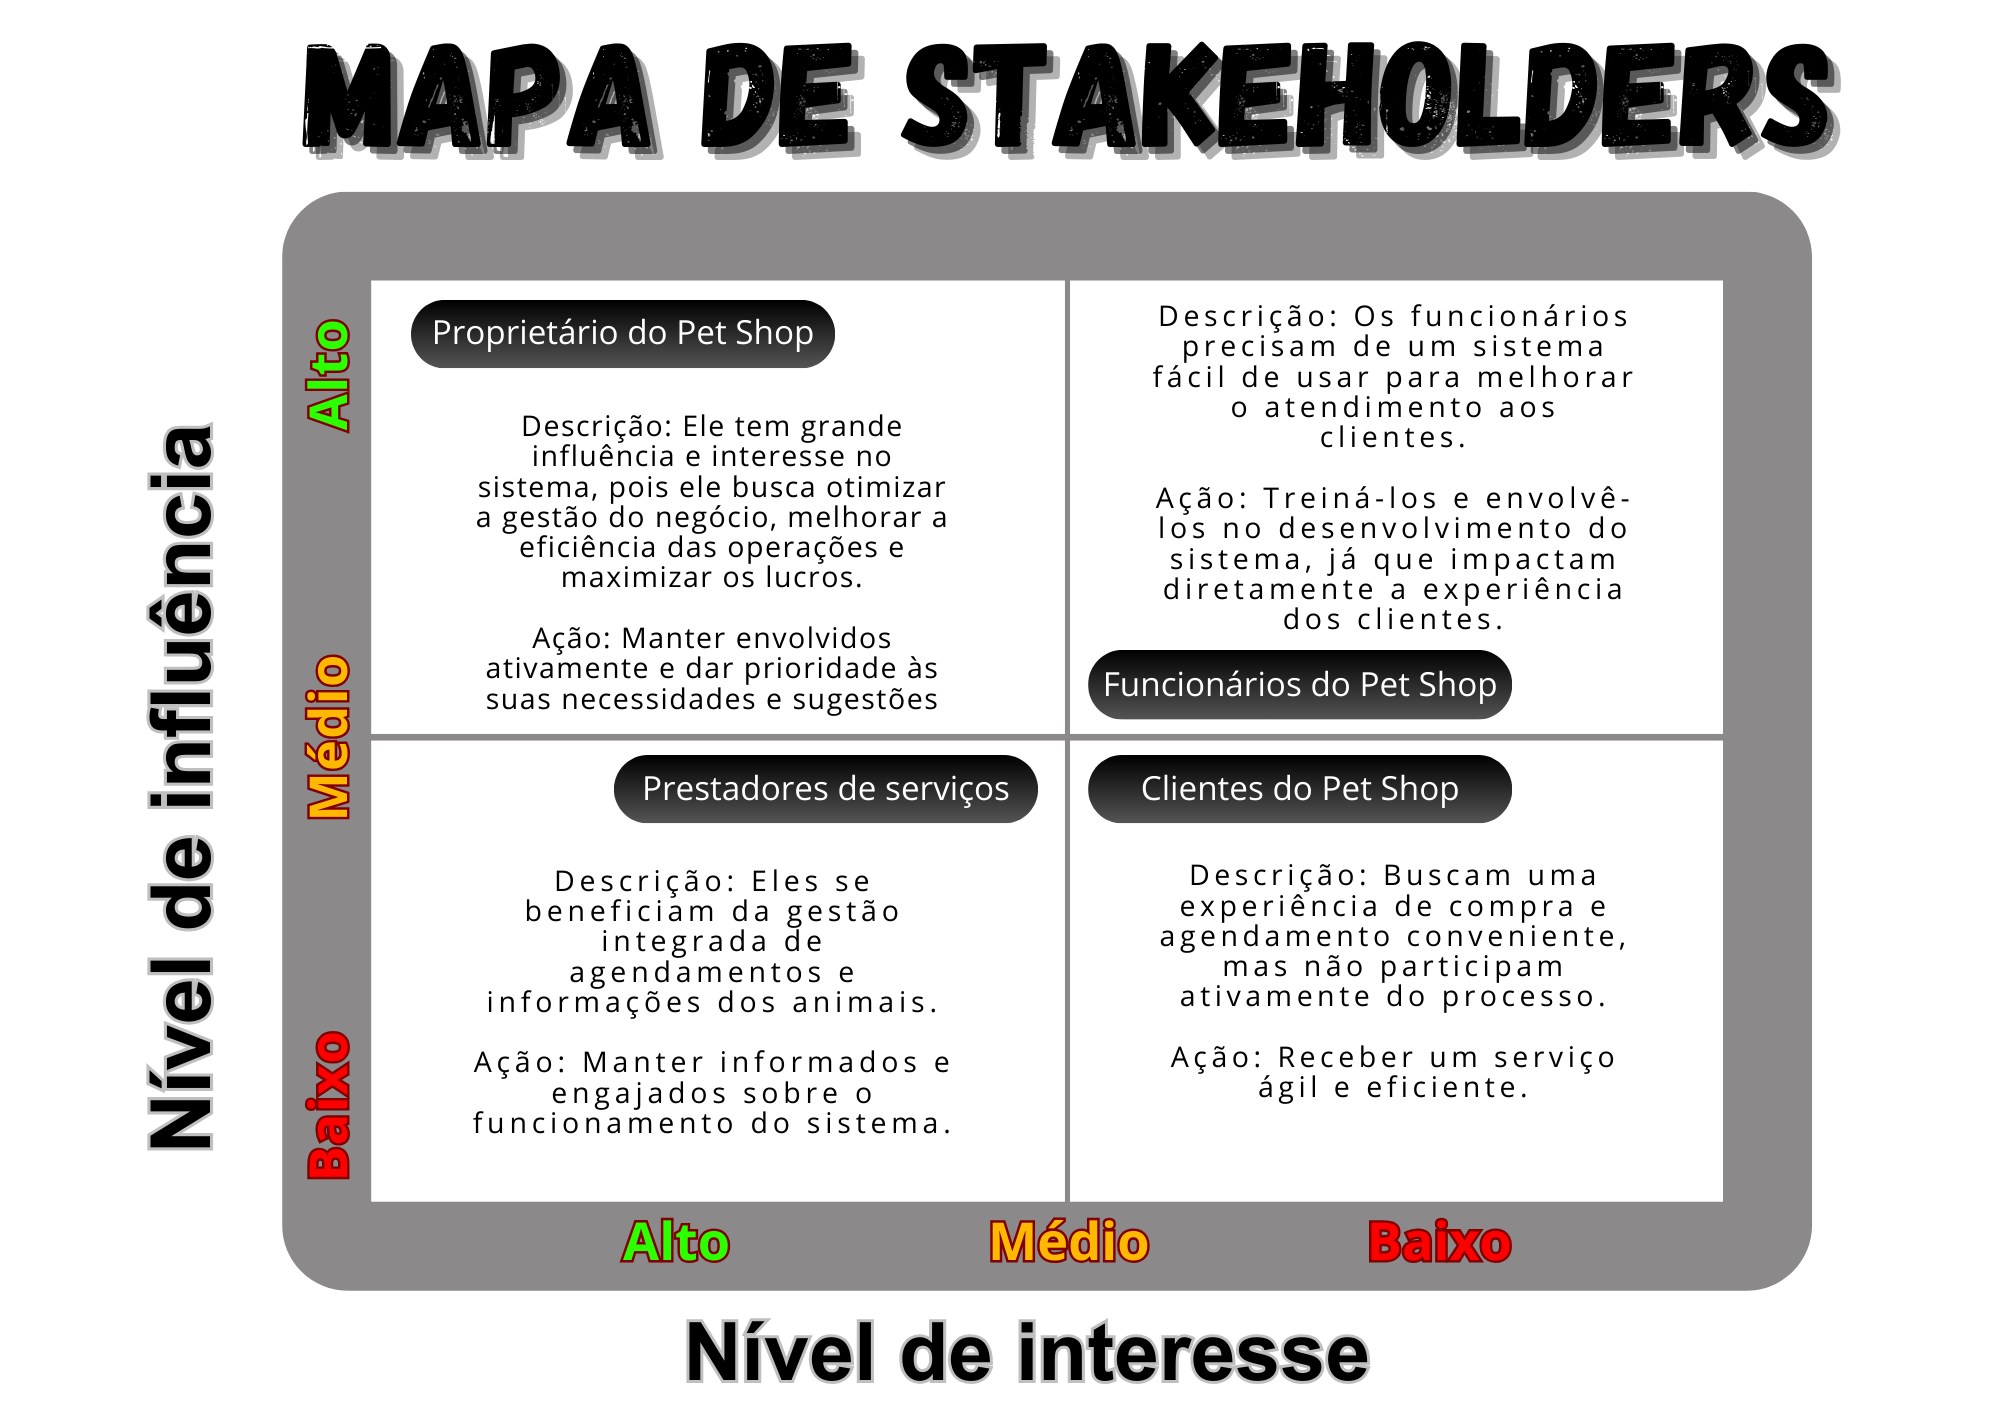 MAPA DE STAKEHOLDERS
Nível de influência
Alto
Médio
Baixo
Proprietário do Pet Shop
Descrição: Ele tem grande
influência e interesse no
sistema, pois ele busca otimizar
a gestão do negócio, melhorar a
eficiência das operações e
maximizar os lucros.
Ação: Manter envolvidos
ativamente e dar prioridade às
suas necessidades e sugestões
Descrição: Os funcionários
precisam de um sistema
fácil de usar para melhorar
o atendimento aos
clientes.
Ação: Treiná-los e envolvê-
los no desenvolvimento do
sistema, já que impactam
diretamente a experiência
dos clientes.
Funcionários do Pet Shop
Prestadores de serviços
Descrição: Eles se
beneficiam da gestão
integrada de
agendamentos e
informações dos animais.
Ação: Manter informados e
engajados sobre o
funcionamento do sistema.
Clientes do Pet Shop
Descrição: Buscam uma
experiência de compra e
agendamento conveniente,
mas não participam
ativamente do processo.
Ação: Receber um serviço
ágil e eficiente.
Alto
Médio
Baixo
Nível de interesse